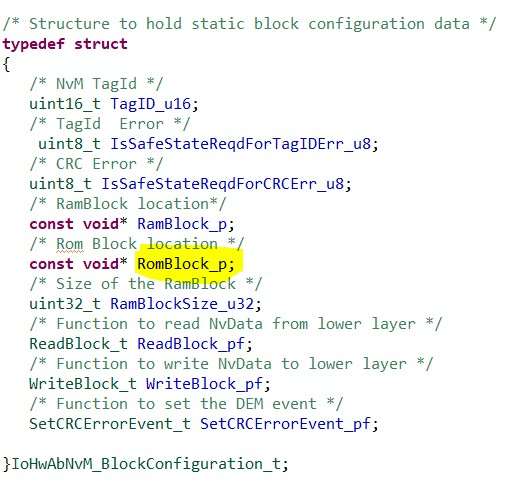 /* Structure to hold static block configuration data */
typedef struct
{
/* NvM TagId */
uint16_t TagID_u16;
/* TagId  Error */
uint8_t IsSafeStateReqdForTagIDErr_u8;
/* CRC Error */
uint8_t IsSafeStateReqdForCRCErr_u8;
/* RamBlock location*/
const void* RamBlock_p;
/* Rom Block location */
const void* RomBlock_p;
/* Size of the RamBlock */
uint32_t RamBlockSize_u32;
/* Function to read NvData from lower layer */
ReadBlock_t ReadBlock_pf;
/* Function to write NvData to lower layer */
WriteBlock_t WriteBlock_pf;
/* Function to set the DEM event */
SetCRCErrorEvent_t SetCRCErrorEvent_pf;
}IoHwAbNvM_BlockConfiguration_t;